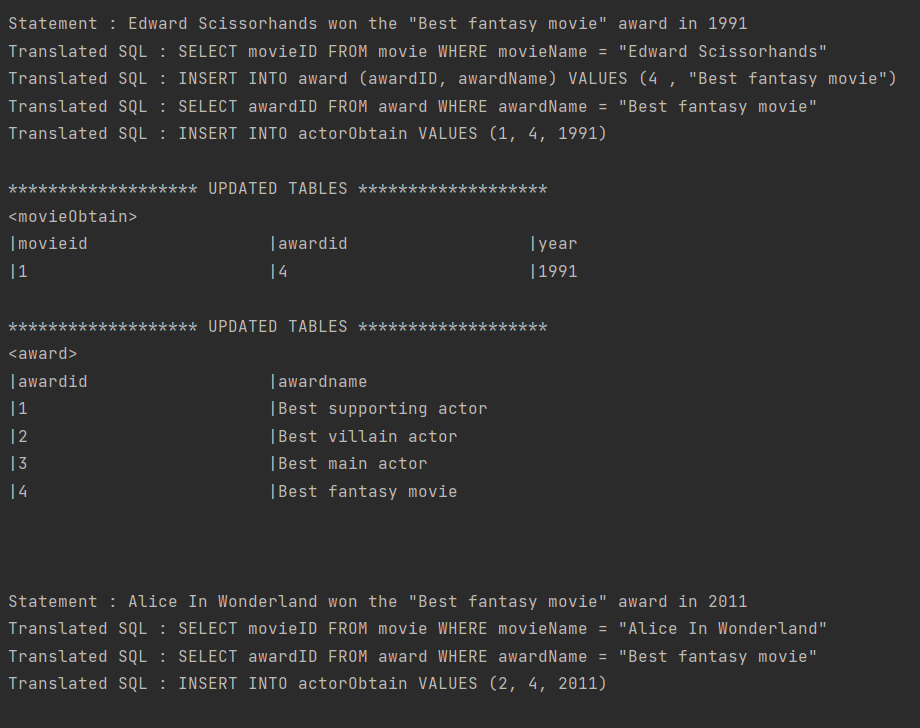 Statement : Edward Scissorhands won the "Best fantasy movie" award in 1991
Translated SQL : SELECT movieID FROM movie WHERE movieName = "Edward Scissorhands"
Translated SQL : INSERT INTO award (awardID, awardName) VALUES (4 , "Best fantasy movie")
Translated SQL : SELECT awardID FROM award WHERE awardName = "Best fantasy movie"
Translated SQL : INSERT INTO actorObtain VALUES (1, 4, 1991)
******************* UPDATED TABLES *******************
<movieObtain>
|movieid |awardid |year
|1 |4 |1991
******************* UPDATED TABLES *******************
<award>
|awardid |awardname
|1 |Best supporting actor
|2 |Best villain actor
|3 |Best main actor
|4 |Best fantasy movie
Statement : Alice In Wonderland won the "Best fantasy movie" award in 2011
Translated SQL : SELECT movieID FROM movie WHERE movieName = "Alice In Wonderland"
Translated SQL : SELECT awardID FROM award WHERE awardName = "Best fantasy movie"
Translated SQL : INSERT INTO actorObtain VALUES (2, 4, 2011)